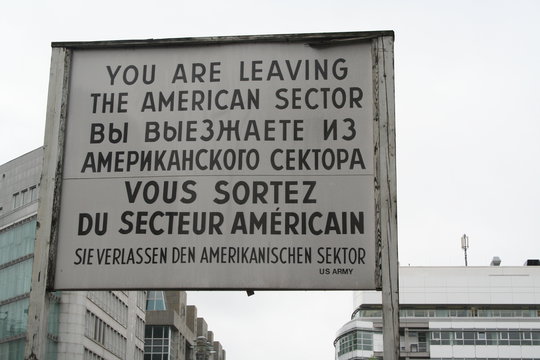 YOU ARE LEAVING
THE AMERICAN SECTOR
ВЫ ВЫЕЗЖАЕТЕ ИЗ
АМЕРИКАНСКОГО СЕКТОРА
VOUS SORTEZ
DU SECTEUR AMÉRICAIN
SIE VERLASSEN DEN AMERIKANISCHEN SEKTOR
US ARMY